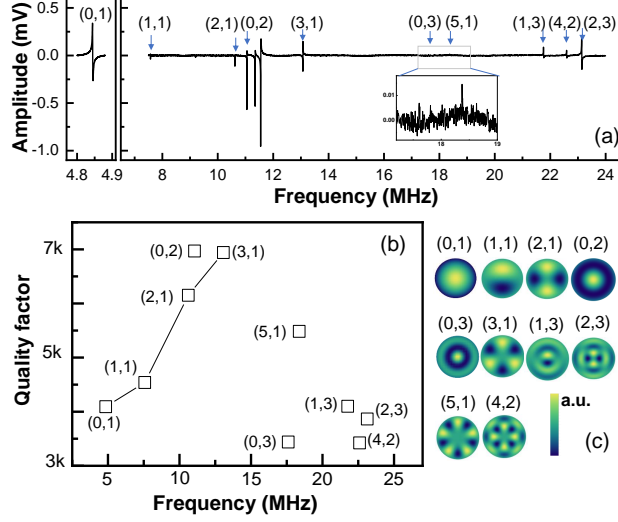 (0,1) (1,1) (2,1) (0,2) (3,1) (0,3) (5,1) (1,3) (4,2) (2,3)
Amplitude (mV)
0.5
0.0
-0.5
-1.0
0.01
0.00
18 19
(a)
4.8 4.9 8 10 12 14 16 18 20 22 24
Frequency (MHz)
(b)
Quality factor
7k
5k
3k
(0,2) (3,1)
(2,1)
(5,1)
(1,1)
(0,1)
(1,3) (2,3)
(0,3) (4,2)
5 10 15 20 25
Frequency (MHz)
(0,1) (1,1) (2,1) (0,2)
(0,3) (3,1) (1,3) (2,3)
(5,1) (4,2) a.u.
(c)